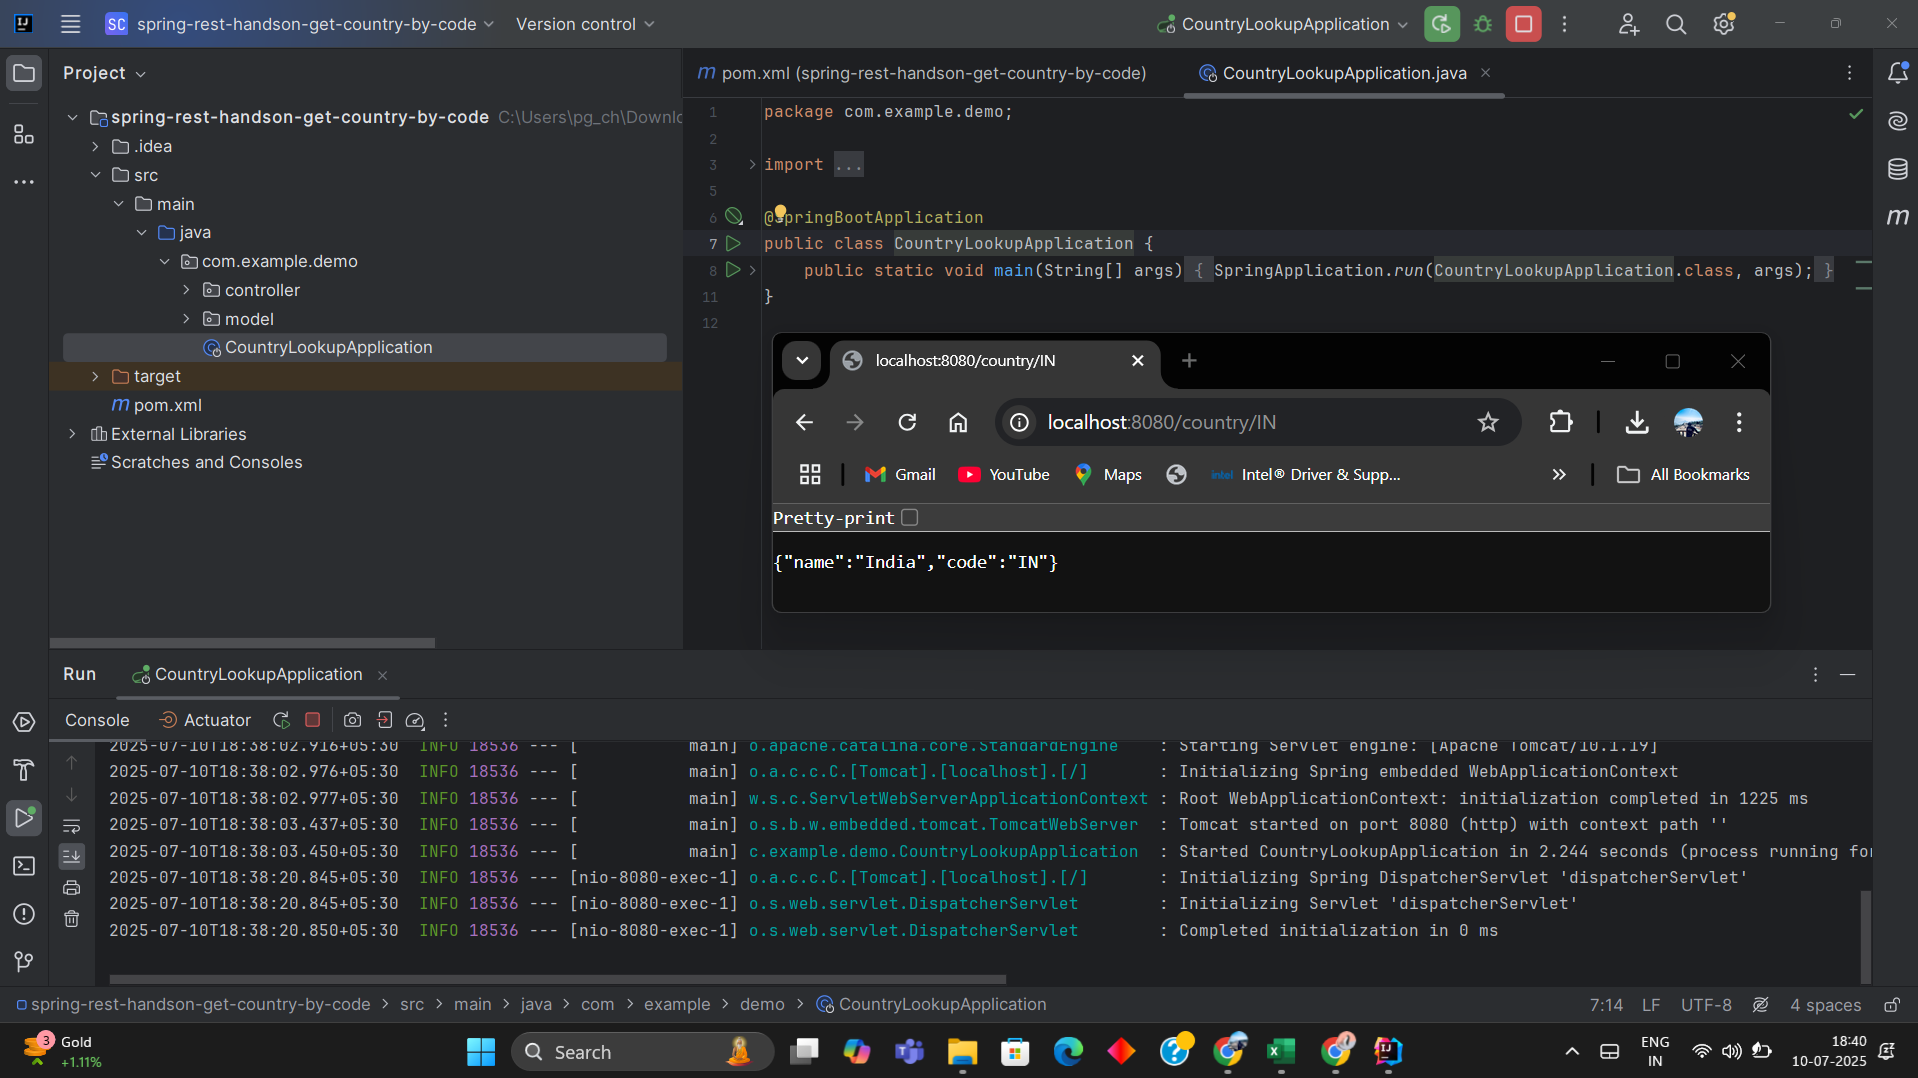 SC spring-rest-handson-get-country-by-code Version control CountryLookupApplication
Project
spring-rest-handson-get-country-by-code C:\Users\pg_ch\Downlo
.idea
src
main
java
com.example.demo
controller
model
CountryLookupApplication
target
m pom.xml
External Libraries
Scratches and Consoles
m pom.xml (spring-rest-handson-get-country-by-code) CountryLookupApplication.java
1 package com.example.demo;
2
3 import ...
5
6 @SpringBootApplication
7 public class CountryLookupApplication {
8 public static void main(String[] args) { SpringApplication.run(CountryLookupApplication.class, args); }
11 }
12
m
localhost:8080/country/IN
localhost:8080/country/IN
Gmail YouTube Maps intel Intel® Driver & Supp... All Bookmarks
Pretty-print
{"name":"India","code":"IN"}
Run CountryLookupApplication
Console Actuator
2025-07-10T18:38:02.916+05:30 INFO 18536 --- [ main] o.apache.catalina.core.StandardEngine : Starting Servlet engine: [Apache Tomcat/10.1.19]
2025-07-10T18:38:02.976+05:30 INFO 18536 --- [ main] o.a.c.c.C.[Tomcat].[localhost].[/] : Initializing Spring embedded WebApplicationContext
2025-07-10T18:38:02.977+05:30 INFO 18536 --- [ main] w.s.c.ServletWebServerApplicationContext : Root WebApplicationContext: initialization completed in 1225 ms
2025-07-10T18:38:03.437+05:30 INFO 18536 --- [ main] o.s.b.w.embedded.tomcat.TomcatWebServer : Tomcat started on port 8080 (http) with context path ''
2025-07-10T18:38:03.450+05:30 INFO 18536 --- [ main] c.example.demo.CountryLookupApplication : Started CountryLookupApplication in 2.244 seconds (process running for
2025-07-10T18:38:20.845+05:30 INFO 18536 --- [nio-8080-exec-1] o.a.c.c.C.[Tomcat].[localhost].[/] : Initializing Spring DispatcherServlet 'dispatcherServlet'
2025-07-10T18:38:20.845+05:30 INFO 18536 --- [nio-8080-exec-1] o.s.web.servlet.DispatcherServlet : Initializing Servlet 'dispatcherServlet'
2025-07-10T18:38:20.850+05:30 INFO 18536 --- [nio-8080-exec-1] o.s.web.servlet.DispatcherServlet : Completed initialization in 0 ms
spring-rest-handson-get-country-by-code > src > main > java > com > example > demo > CountryLookupApplication 7:14 LF UTF-8 4 spaces
3 Gold
+1.11%
Search
ENG
IN
18:40
10-07-2025